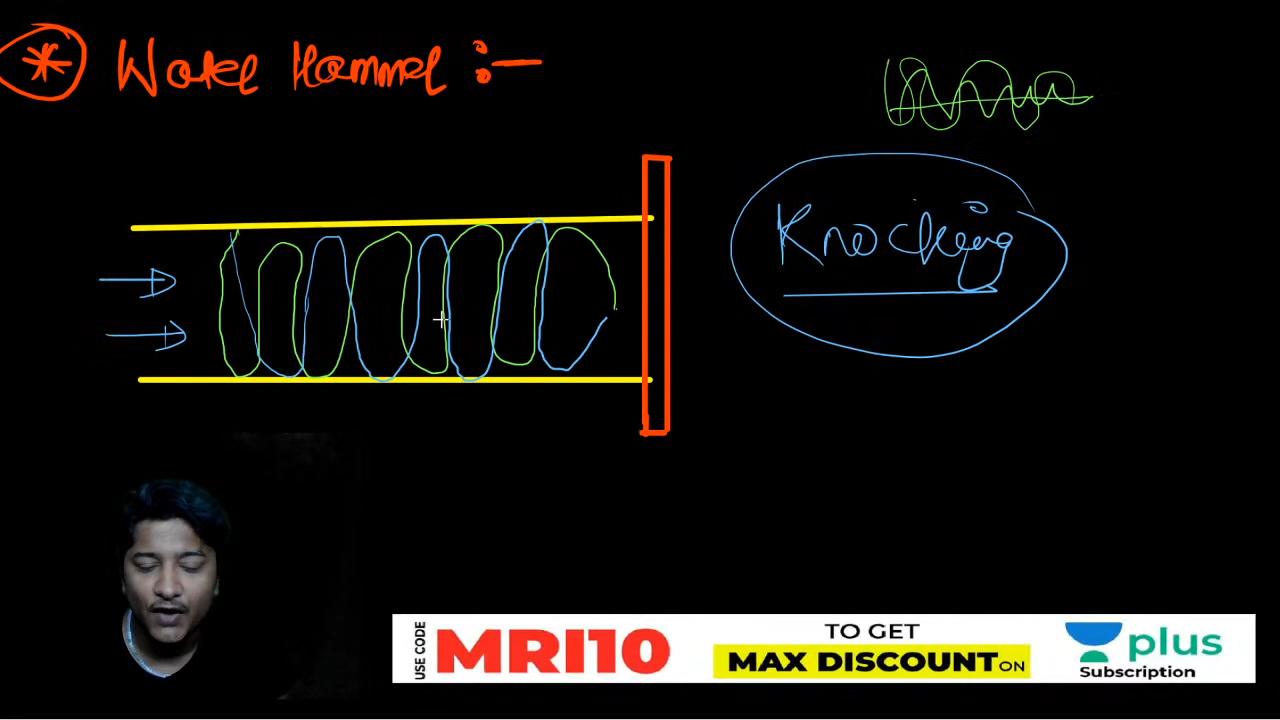 * Water Hammer :-
Knocking
USE CODE
MRI10
TO GET
MAX DISCOUNT ON
plus
Subscription